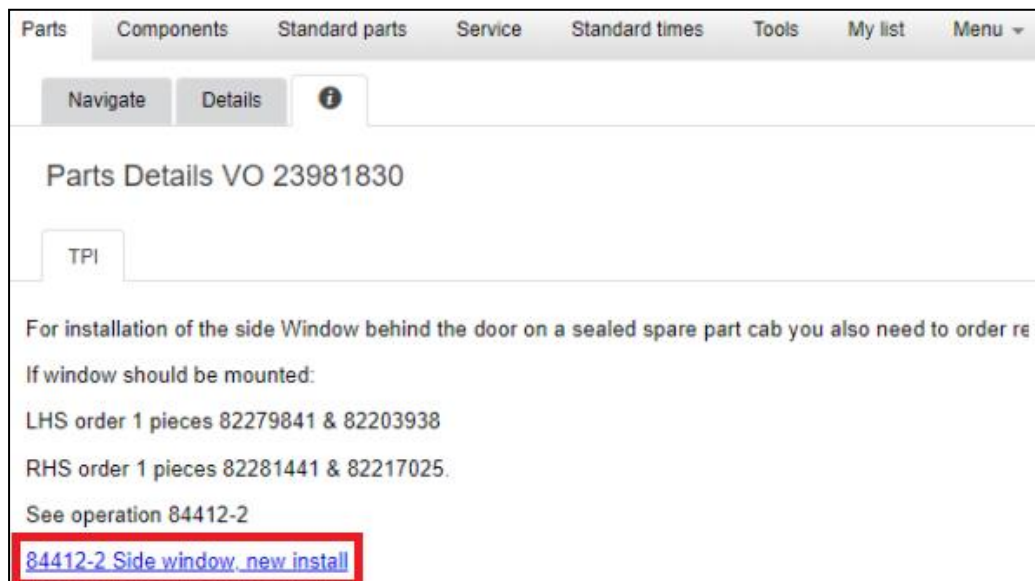 Parts Components Standard parts Service Standard times Tools My list Menu
Navigate Details
Parts Details VO 23981830
TPI
For installation of the side Window behind the door on a sealed spare part cab you also need to order
If window should be mounted:
LHS order 1 pieces 82279841 & 82203938
RHS order 1 pieces 82281441 & 82217025.
See operation 84412-2
84412-2 Side window, new install